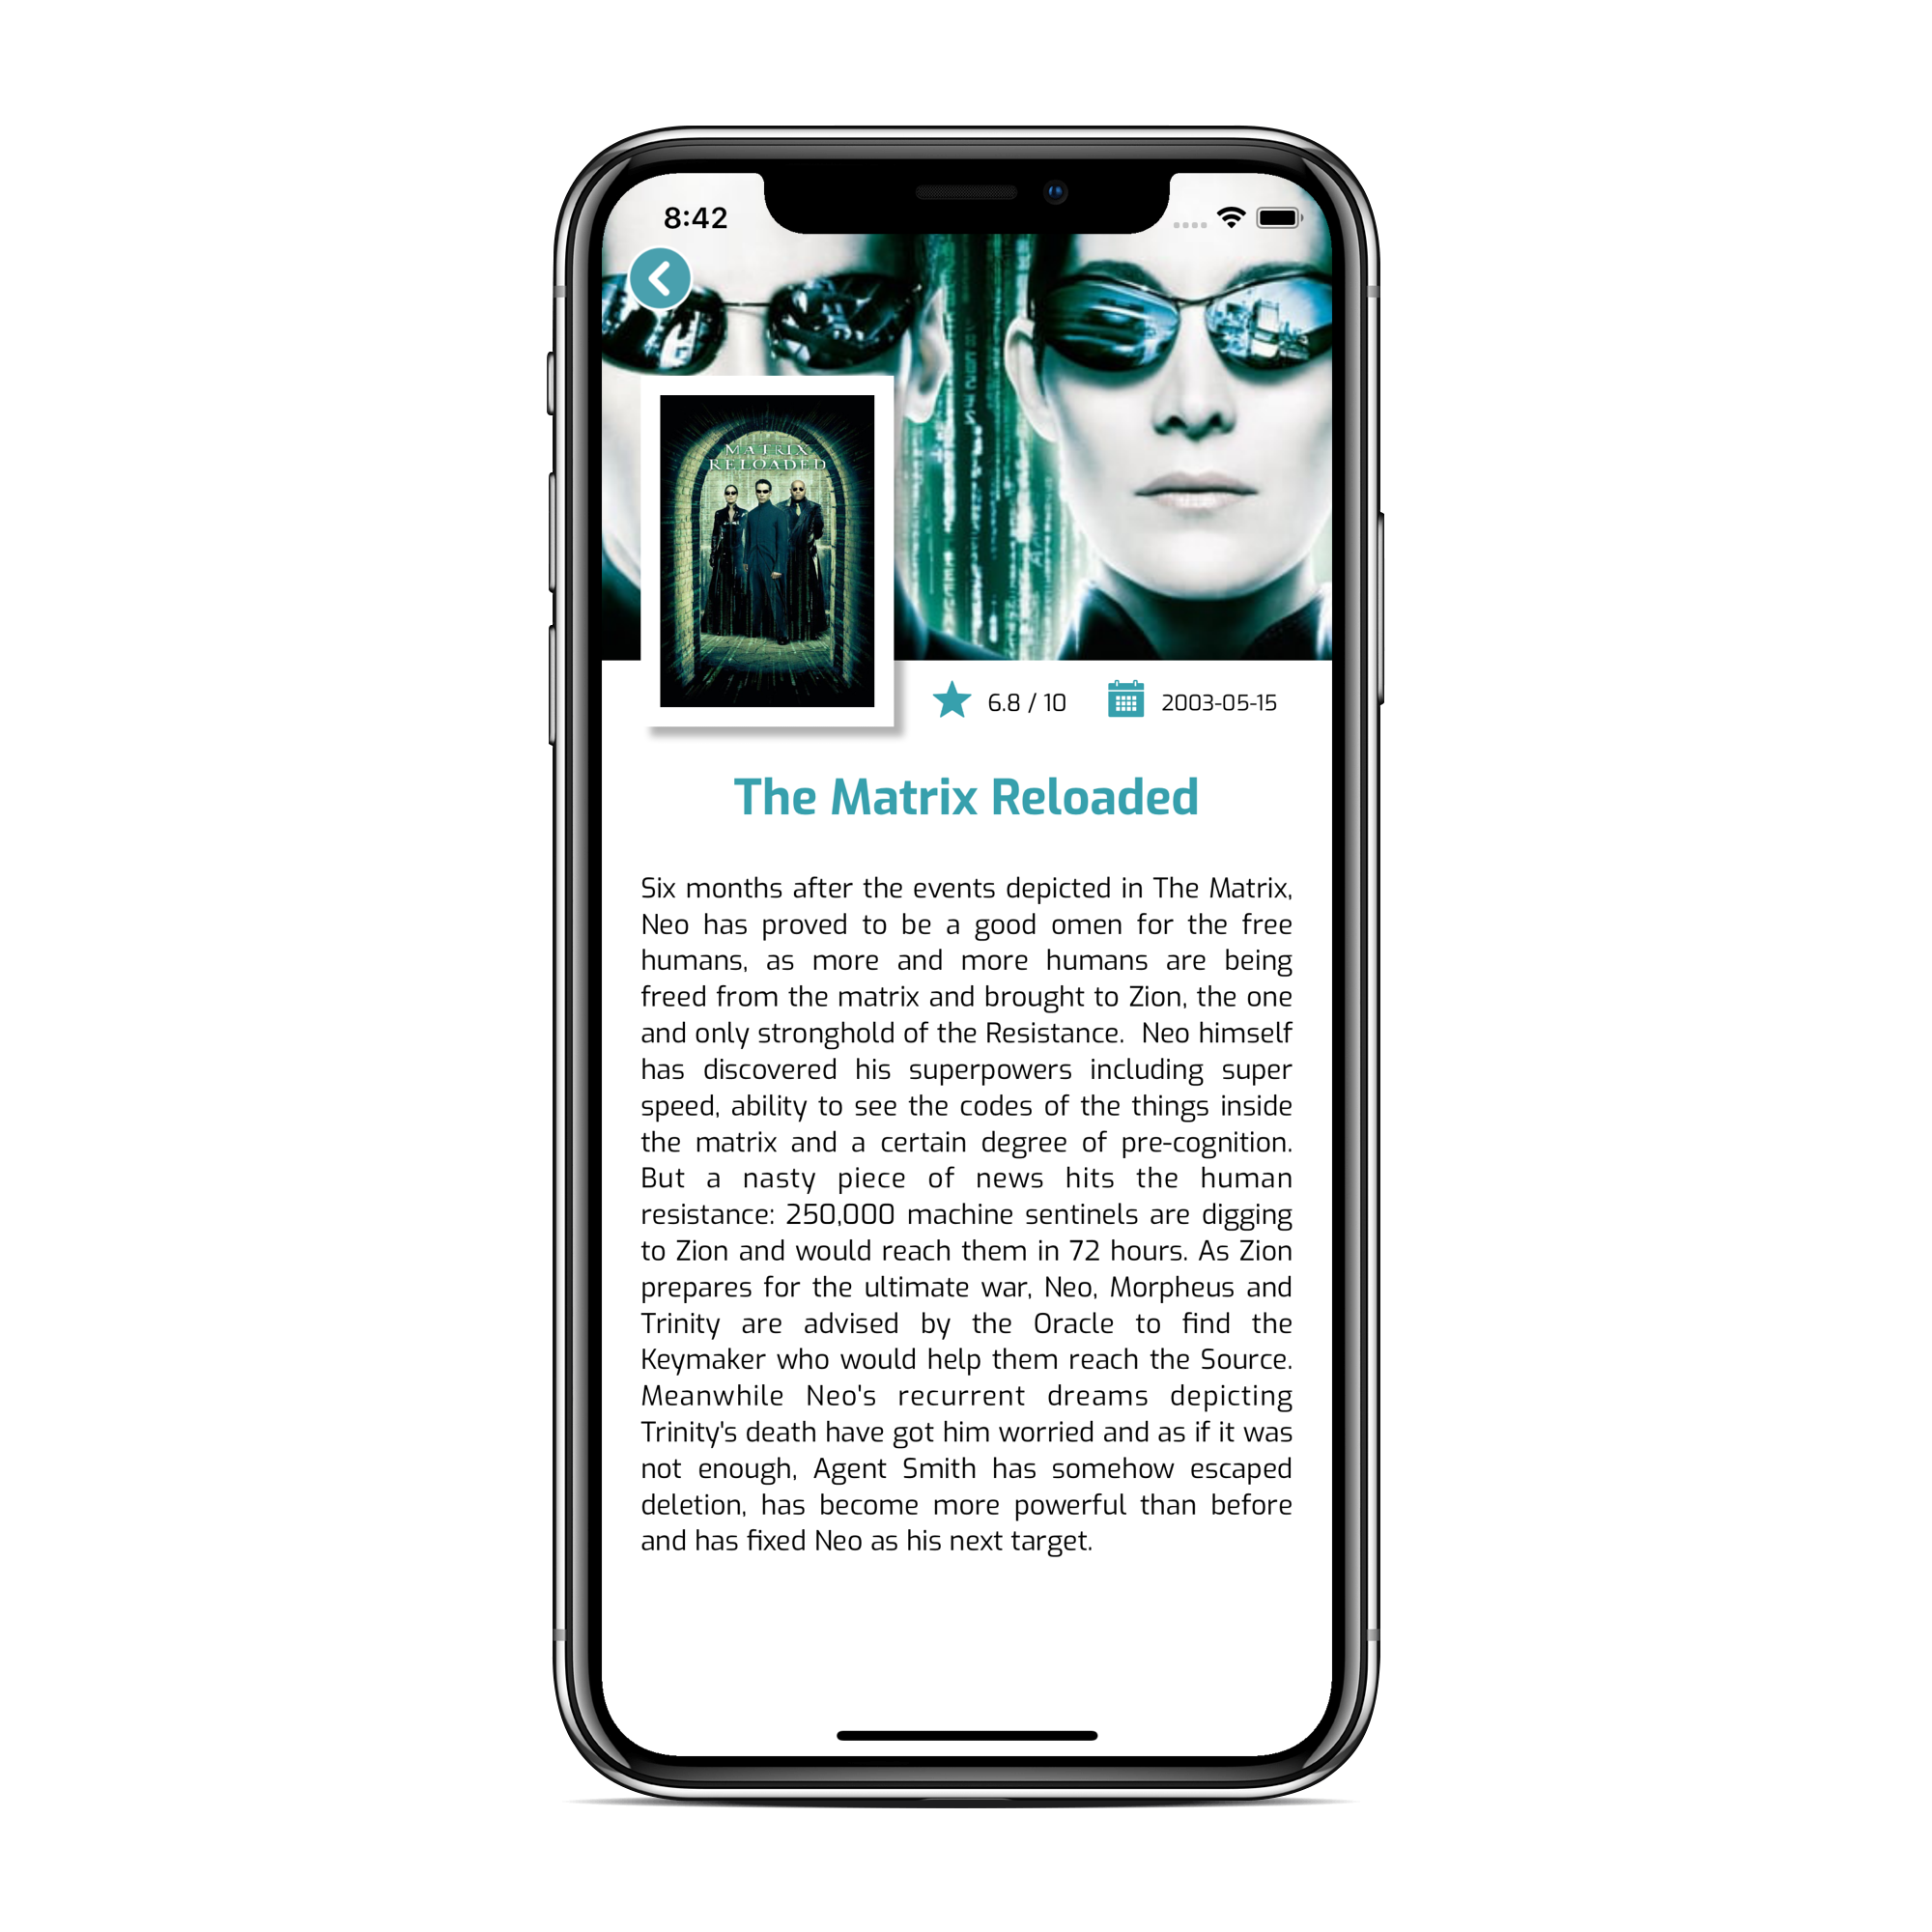 8:42
MATRIX
RELOADED
6.8 / 10
2003-05-15
The Matrix Reloaded
Six months after the events depicted in The Matrix,
Neo has proved to be a good omen for the free
humans, as more and more humans are being
freed from the matrix and brought to Zion, the one
and only stronghold of the Resistance.  Neo himself
has discovered his superpowers including super
speed, ability to see the codes of the things inside
the matrix and a certain degree of pre-cognition.
But a nasty piece of news hits the human
resistance: 250,000 machine sentinels are digging
to Zion and would reach them in 72 hours. As Zion
prepares for the ultimate war, Neo, Morpheus and
Trinity are advised by the Oracle to find the
Keymaker who would help them reach the Source.
Meanwhile Neo's recurrent dreams depicting
Trinity's death have got him worried and as if it was
not enough, Agent Smith has somehow escaped
deletion, has become more powerful than before
and has fixed Neo as his next target.